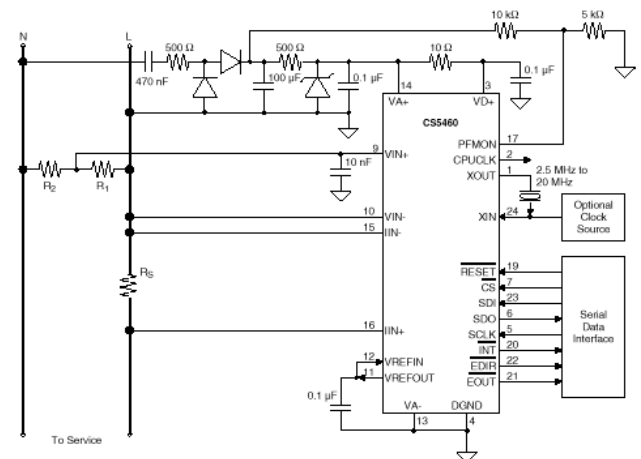 N
L
10 kΩ
5 kΩ
500 Ω
500 Ω
10 Ω
470 nF
100 µF
0.1 µF
0.1 µF
14
3
VA+
VD+
CS5460
9
VIN+
PFMON
17
CPUCLK
2
XOUT
1
2.5 MHz to
20 MHz
10 nF
R2
R1
10
VIN-
15
IIN-
XIN
24
Optional
Clock
Source
RS
RESET
19
CS
7
SDI
23
SDO
6
SCLK
5
INT
20
EDIR
22
EOUT
21
Serial
Data
Interface
16
IIN+
12
VREFIN
11
VREFOUT
0.1 µF
VA-
DGND
13
4
To Service